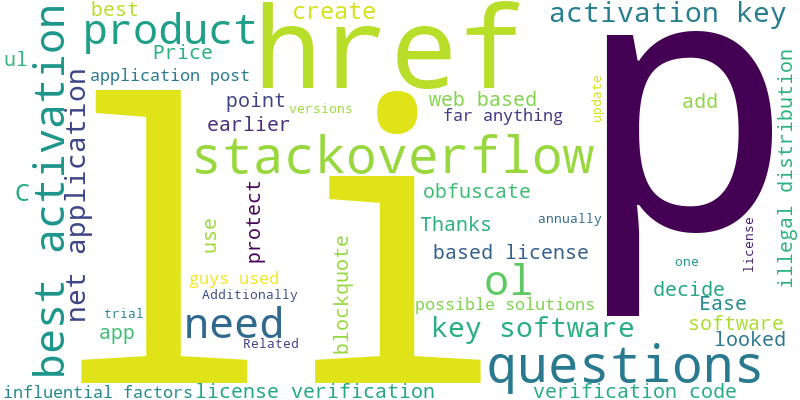 best
create
activation key
product
href
p
Price
ul
application post
point
versions
web based
update
add
far anything
earlier
li
stackoverflow
illegal distribution
best activation
net application
C
obfuscate
protect
use
Thanks
annually
license
based license
one
blockquote
guys used
ol
decide
Additionally
possible solutions
Ease
trial
need
key software
software
app
Related
looked
questions
influential factors
license verification
verification code